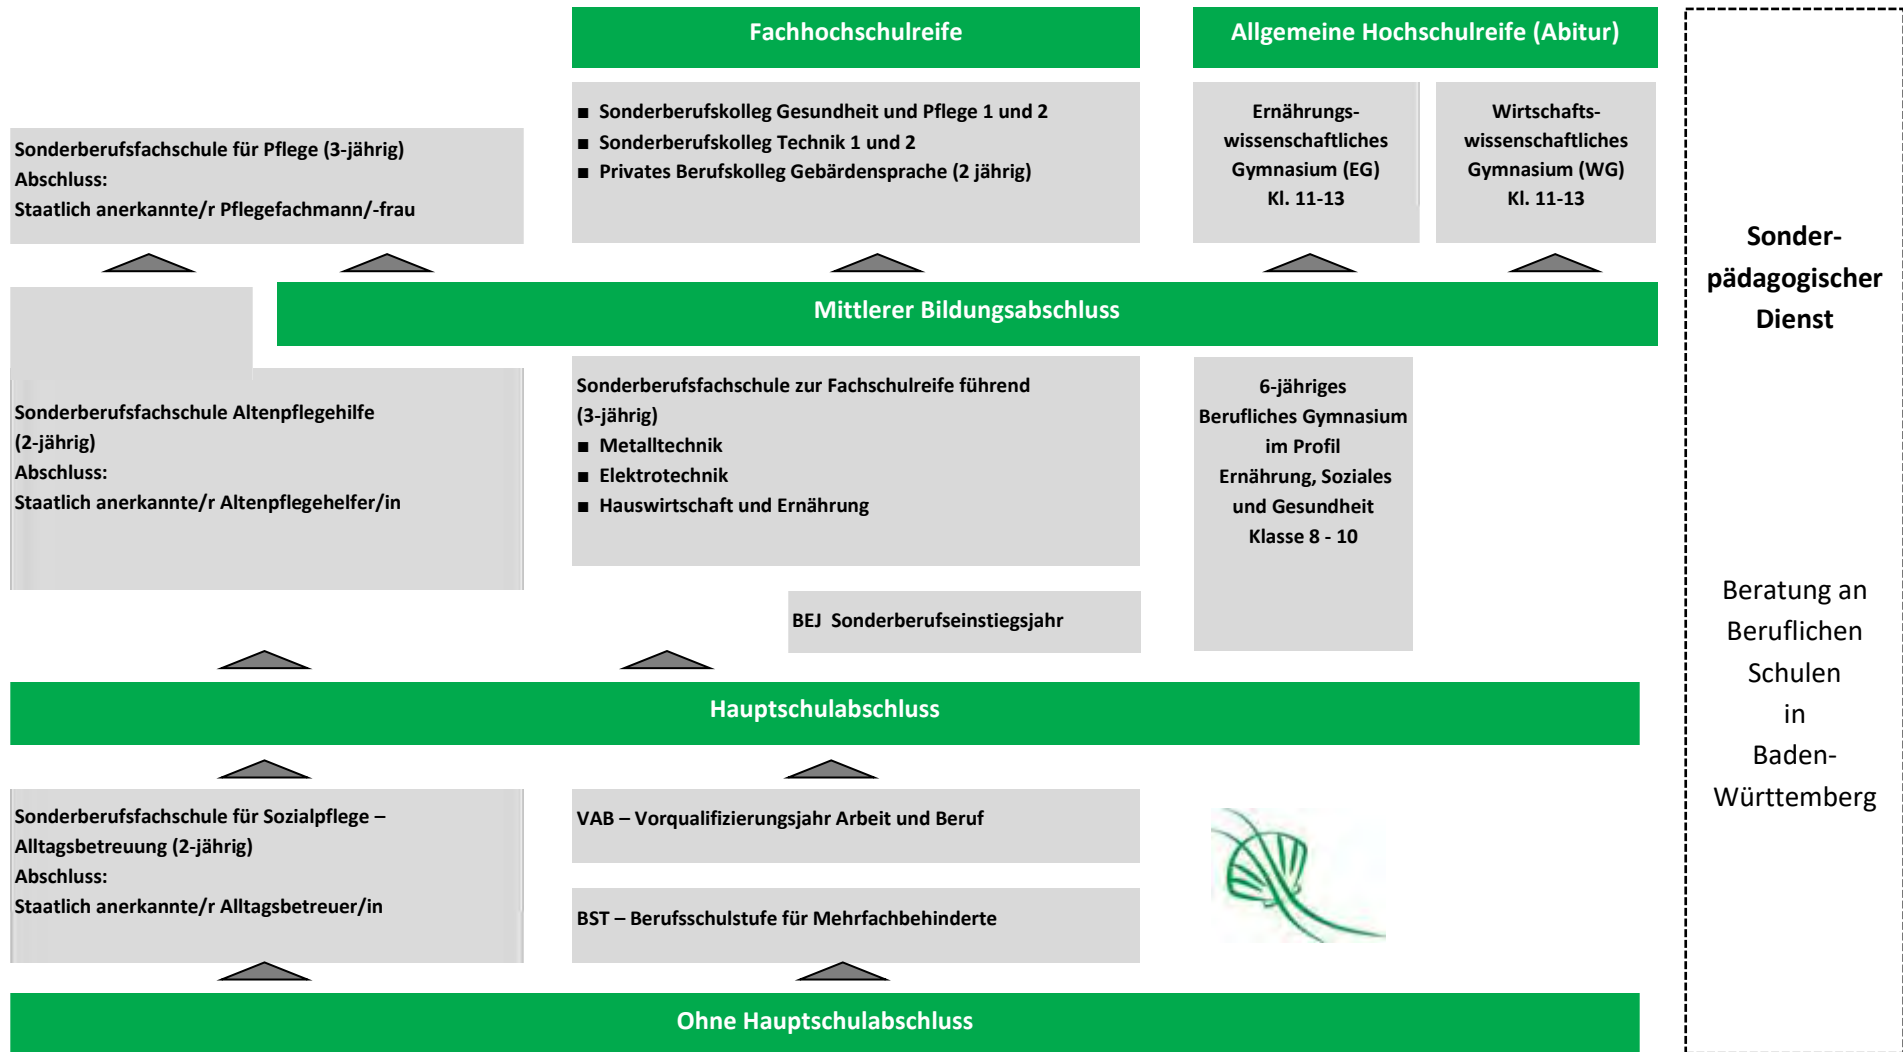 Fachhochschulreife
Allgemeine Hochschulreife (Abitur)
Sonderberufsfachschule für Pflege (3-jährig)
Abschluss:
Staatlich anerkannte/r Pflegefachmann/-frau
■ Sonderberufskolleg Gesundheit und Pflege 1 und 2
■ Sonderberufskolleg Technik 1 und 2
■ Privates Berufskolleg Gebärdensprache (2 jährig)
Ernährungs-
wissenschaftliches
Gymnasium (EG)
Kl. 11-13
Wirtschafts-
wissenschaftliches
Gymnasium (WG)
Kl. 11-13
Mittlerer Bildungsabschluss
Sonderberufsfachschule Altenpflegehilfe
(2-jährig)
Abschluss:
Staatlich anerkannte/r Altenpflegehelfer/in
Sonderberufsfachschule zur Fachschulreife führend
(3-jährig)
■ Metalltechnik
■ Elektrotechnik
■ Hauswirtschaft und Ernährung
6-jähriges
Berufliches Gymnasium
im Profil
Ernährung, Soziales
und Gesundheit
Klasse 8 - 10
BEJ Sonderberufseinstiegsjahr
Hauptschulabschluss
Sonderberufsfachschule für Sozialpflege –
Alltagsbetreuung (2-jährig)
Abschluss:
Staatlich anerkannte/r Alltagsbetreuer/in
VAB – Vorqualifizierungsjahr Arbeit und Beruf
BST – Berufsschulstufe für Mehrfachbehinderte
Ohne Hauptschulabschluss
Sonder-
pädagogischer
Dienst
Beratung an
Beruflichen
Schulen
in
Baden-
Württemberg